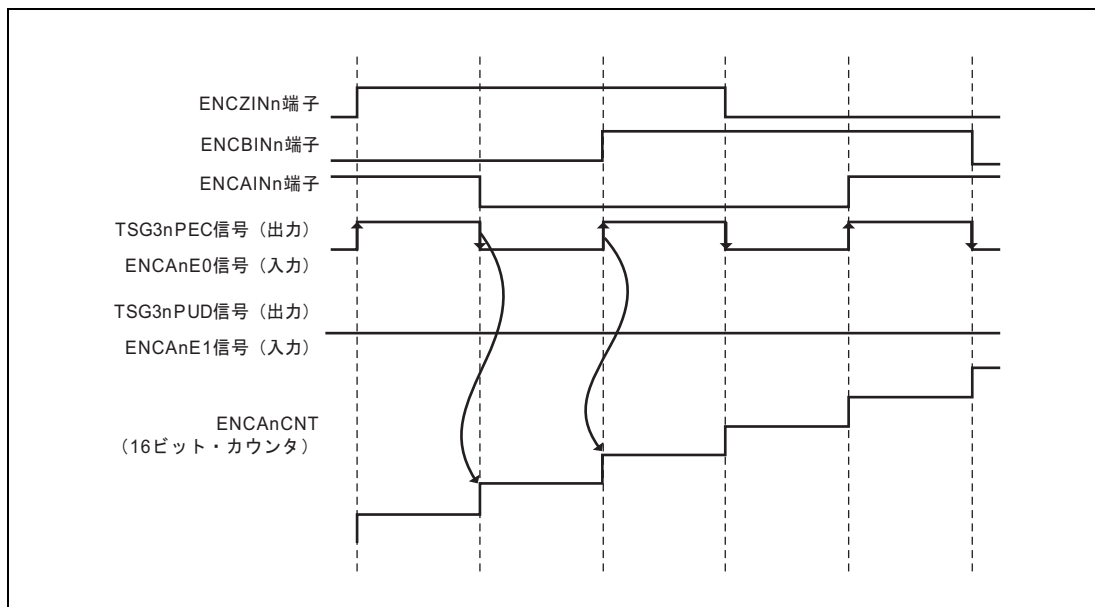 ENCZINn端子
ENCBINn端子
ENCAINn端子
TSG3nPEC信号（出力）
ENCAnE0信号（入力）
TSG3nPUD信号（出力）
ENCAnE1信号（入力）
ENCAnCNT
（16ビット・カウンタ）